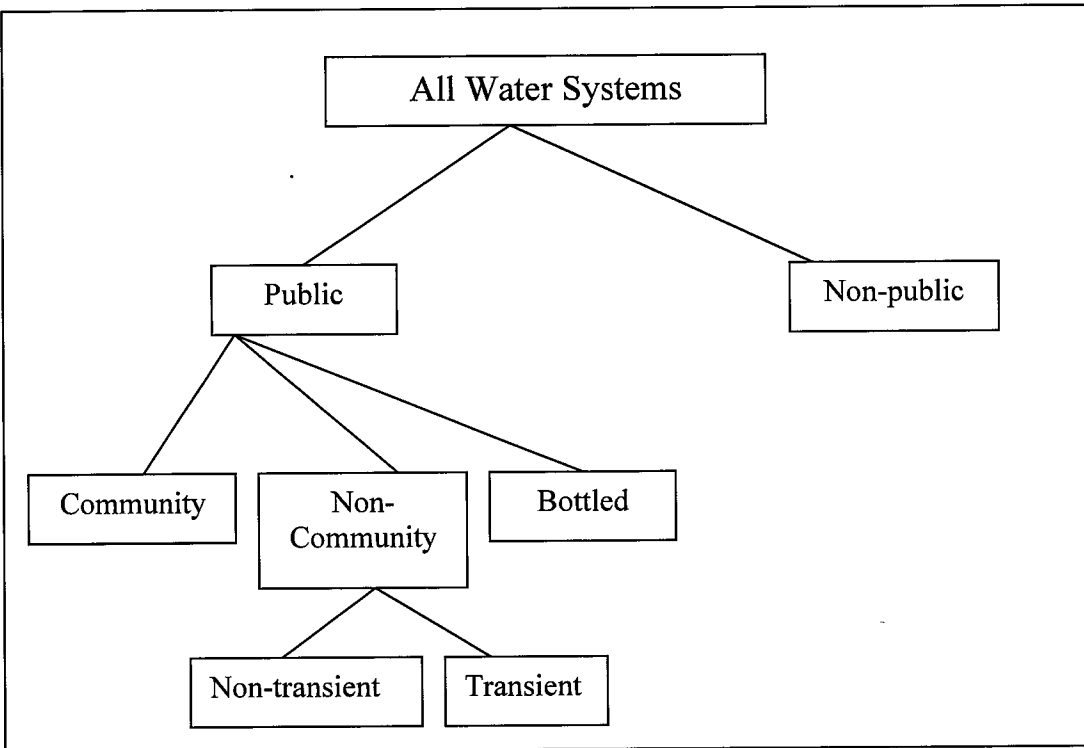 All Water Systems
Public
Non-public
Community
Non-
Community
Bottled
Non-transient
Transient